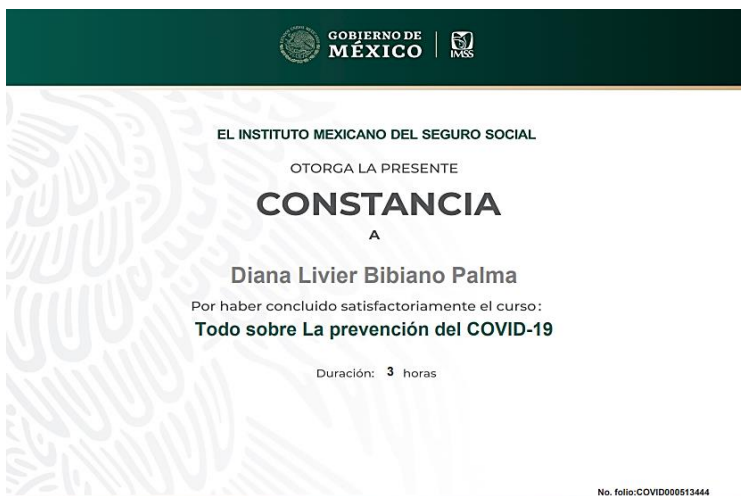 GOBIERNO DE
MÉXICO
IMSS
EL INSTITUTO MEXICANO DEL SEGURO SOCIAL
OTORGA LA PRESENTE
CONSTANCIA
A
Diana Livier Bibiano Palma
Por haber concluido satisfactoriamente el curso:
Todo sobre La prevención del COVID-19
Duración: 3 horas
No. folio:COVID000513444